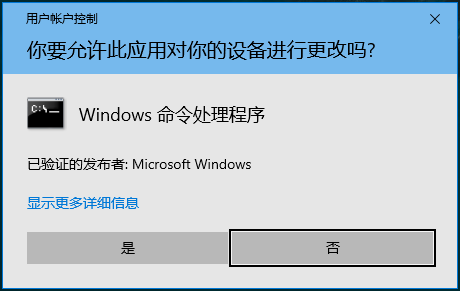 用户帐户控制
你要允许此应用对你的设备进行更改吗?
C:\
Windows 命令处理程序
已验证的发布者: Microsoft Windows
显示更多详细信息
是
否